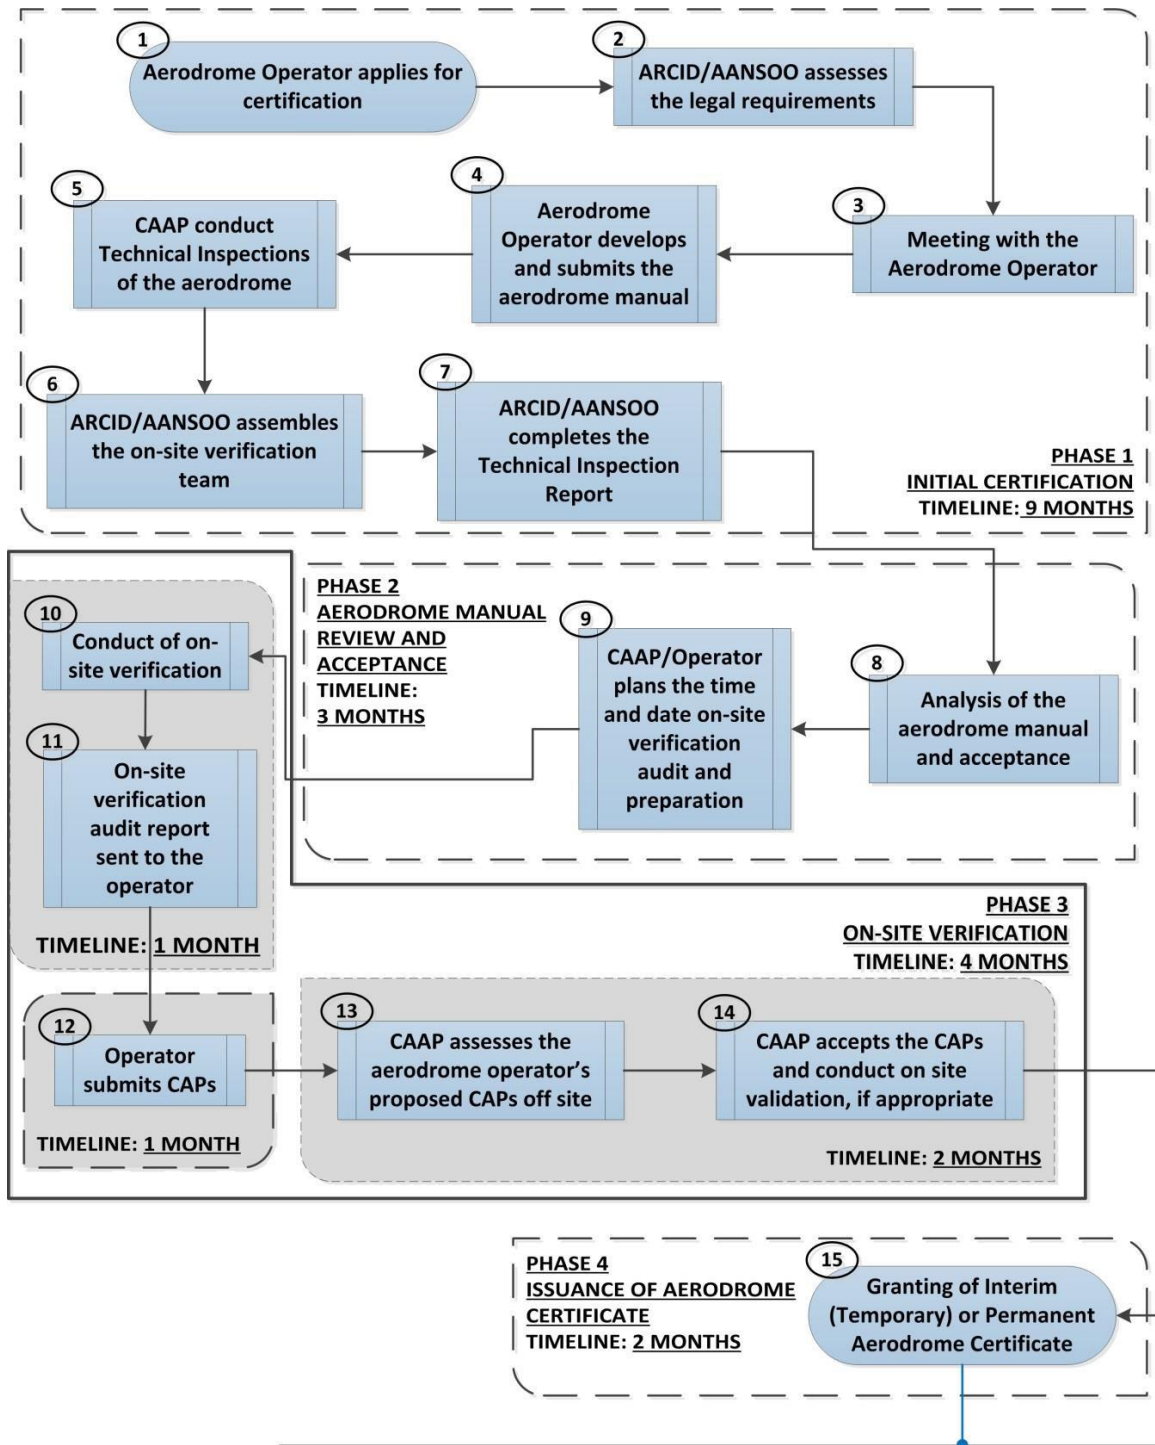 1
Aerodrome Operator applies for
certification
2
ARCID/AANSOO assesses
the legal requirements
3
Meeting with the
Aerodrome Operator
4
Aerodrome
Operator develops
and submits the
aerodrome manual
5
CAAP conduct
Technical Inspections
of the aerodrome
6
ARCID/AANSOO assembles
the on-site verification
team
7
ARCID/AANSOO
completes the
Technical Inspection
Report
PHASE 1
INITIAL CERTIFICATION
TIMELINE: 9 MONTHS
PHASE 2
AERODROME MANUAL
REVIEW AND
ACCEPTANCE
TIMELINE:
3 MONTHS
8
Analysis of the
aerodrome manual
and acceptance
9
CAAP/Operator
plans the time
and date on-site
verification
audit and
preparation
10
Conduct of on-
site verification
11
On-site
verification
audit report
sent to the
operator
TIMELINE: 1 MONTH
PHASE 3
ON-SITE VERIFICATION
TIMELINE: 4 MONTHS
12
Operator
submits CAPs
TIMELINE: 1 MONTH
13
CAAP assesses the
aerodrome operator's
proposed CAPs off site
14
CAAP accepts the CAPs
and conduct on site
validation, if appropriate
TIMELINE: 2 MONTHS
PHASE 4
ISSUANCE OF AERODROME
CERTIFICATE
TIMELINE: 2 MONTHS
15
Granting of Interim
(Temporary) or Permanent
Aerodrome Certificate